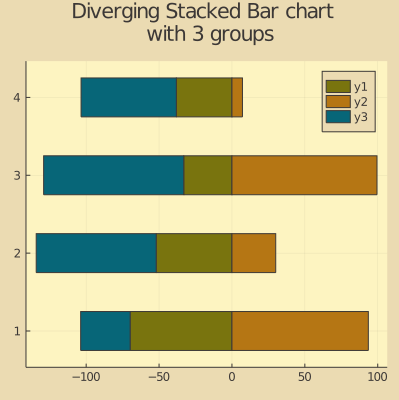 Diverging Stacked Bar chart
with 3 groups
4
3
2
1
y1
y2
y3
−100 −50 0 50 100